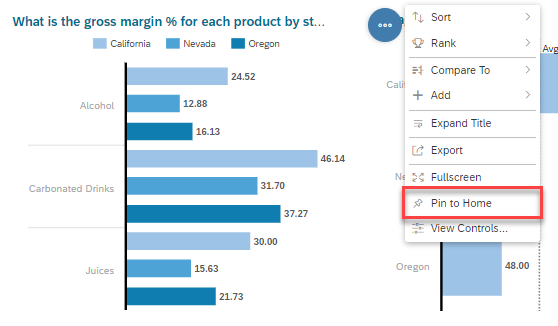 What is the gross margin % for each product by st...
California Nevada Oregon
Alcohol
24.52
12.88
16.13
Carbonated Drinks
46.14
31.70
37.27
Juices
30.00
15.63
21.73
Sort
Rank
Compare To
Add
Expand Title
Export
Fullscreen
Pin to Home
View Controls...
Avg
Cali
Ne
Oregon
48.00